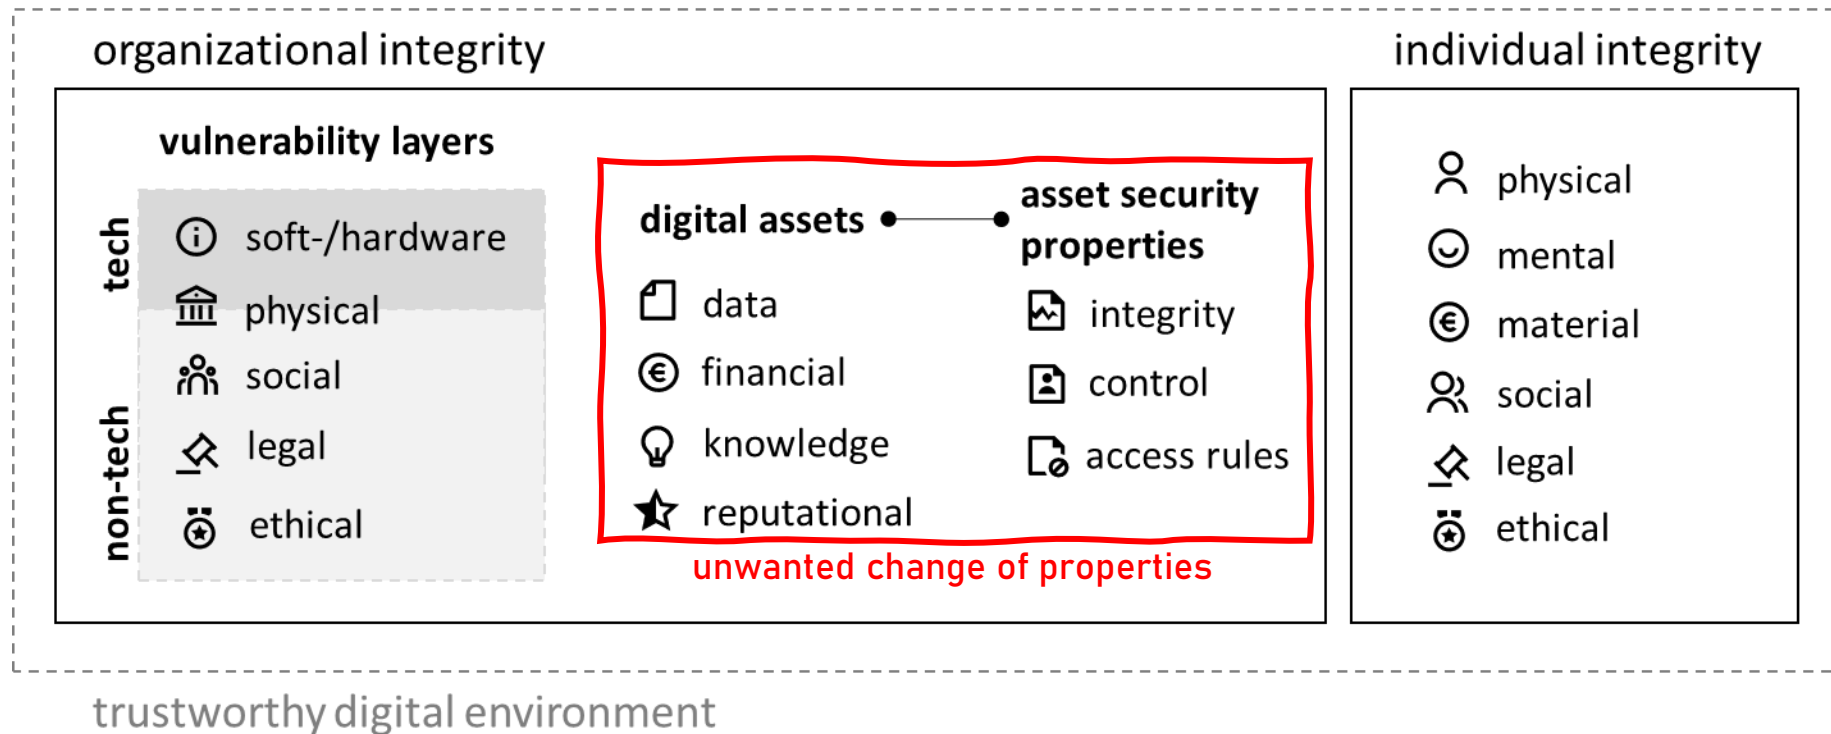 organizational integrity
individual integrity
vulnerability layers
tech
soft-/hardware
physical
non-tech
social
legal
ethical
digital assets
data
financial
knowledge
reputational
asset security
properties
integrity
control
access rules
unwanted change of properties
physical
mental
material
social
legal
ethical
trustworthy digital environment